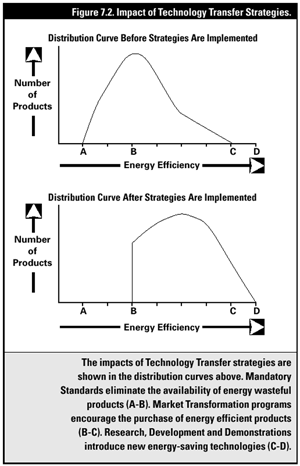 Figure 7.2. Impact of Technology Transfer Strategies.
Distribution Curve Before Strategies Are Implemented
Number
of
Products
A B C D
Energy Efficiency
Distribution Curve After Strategies Are Implemented
Number
of
Products
A B C D
Energy Efficiency
The impacts of Technology Transfer strategies are
shown in the distribution curves above. Mandatory
Standards eliminate the availability of energy wasteful
products (A-B). Market Transformation programs
encourage the purchase of energy efficient products
(B-C). Research, Development and Demonstrations
introduce new energy-saving technologies (C-D).